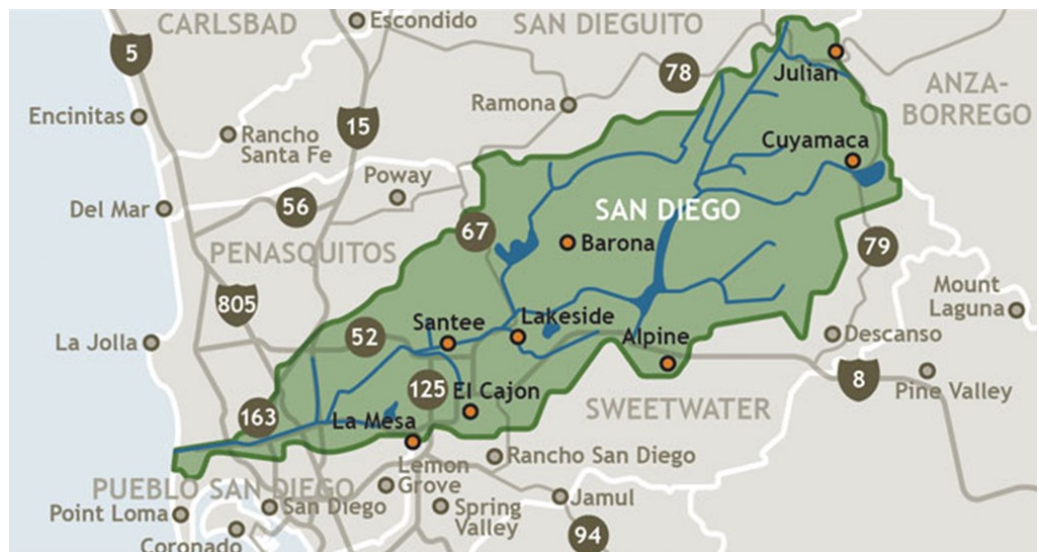 CARLSBAD
Escondido
SAN DIEGUITO
5
78
Julian
ANZA-
BORREGO
Encinitas
Ramona
15
Rancho
Santa Fe
Cuyamaca
Poway
Del Mar
56
SAN DIEGO
67
Barona
79
PENASQUITOS
805
Mount
Laguna
Santee
Lakeside
52
Alpine
Descanso
La Jolla
8
Pine Valley
125
El Cajon
163
La Mesa
SWEETWATER
Lemon
Grove
Rancho San Diego
PUEBLO SAN DIEGO
San Diego
Jamul
Point Loma
Spring
Valley
94
Coronado